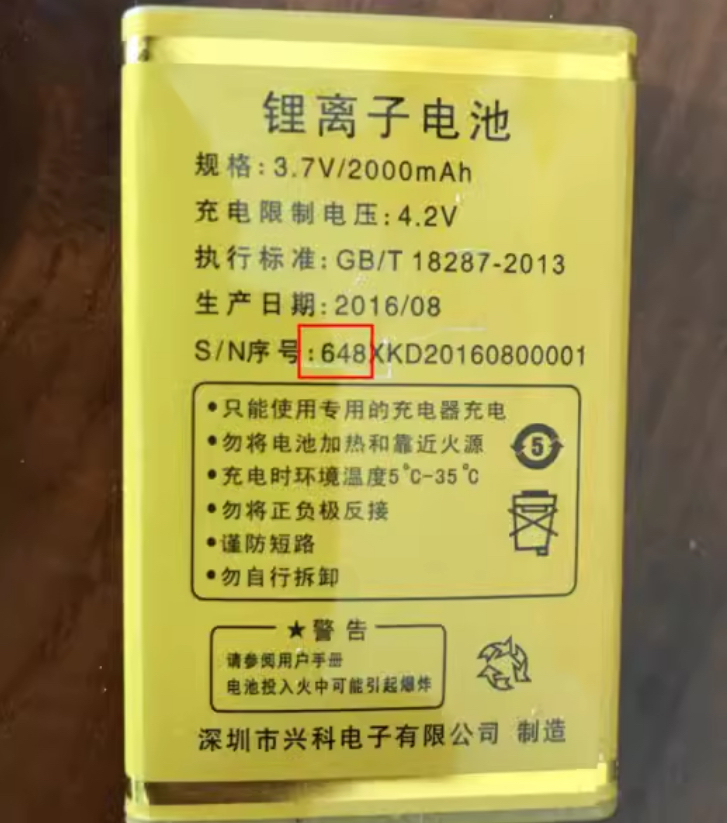 锂离子电池
规格:3.7V/2000mAh
充电限制电压:4.2V
执行标准:GB/T 18287-2013
生产日期:2016/08
S/N序号:648XKD20160800001
•只能使用专用的充电器充电
•勿将电池加热和靠近火源
5
•充电时环境温度5℃-35℃
•勿将正负极反接
•谨防短路
•勿自行拆卸
★警告
请参阅用户手册
电池投入火中可能引起爆炸
深圳市兴科电子有限公司 制造